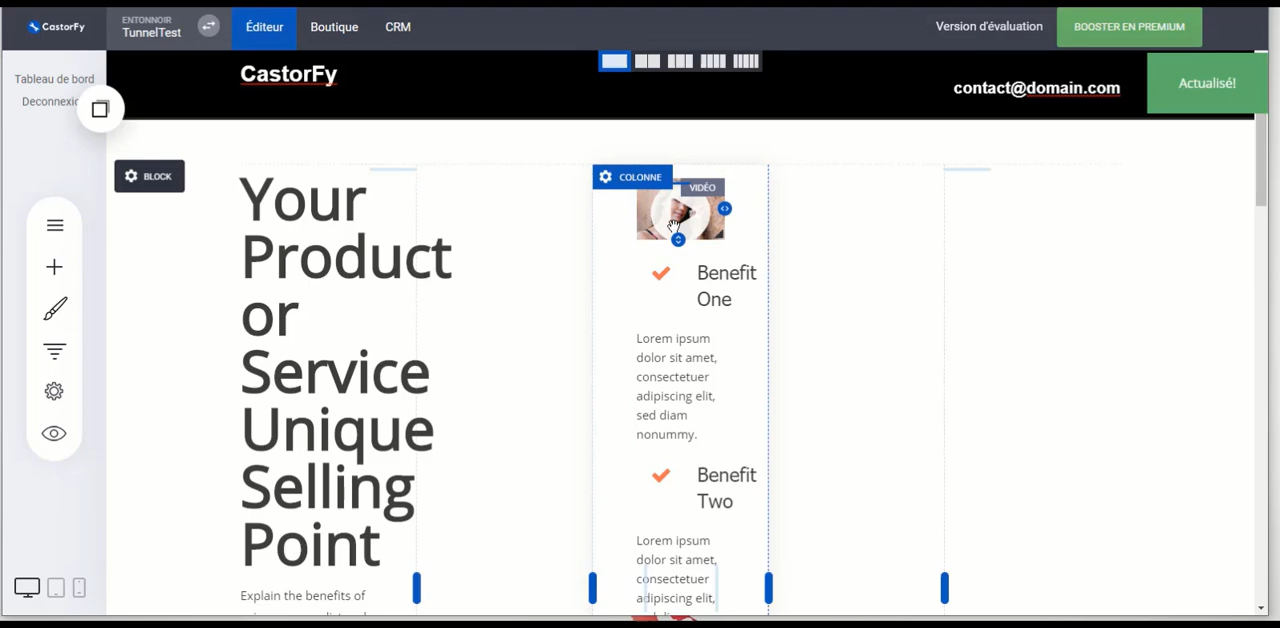 CastorFy
ENTONNOIR
TunnelTest
Éditeur
Boutique
CRM
Version d'évaluation
BOOSTER EN PREMIUM
Tableau de bord
Deconnexio
CastorFy
contact@domain.com
Actualisé!
BLOCK
COLONNE
VIDÉO
Your
Product
or
Service
Unique
Selling
Point
Explain the benefits of
Benefit
One
Lorem ipsum
dolor sit amet,
consectetuer
adipiscing elit,
sed diam
nonummy.
Benefit
Two
Lorem ipsum
dolor sit amet,
consectetuer
adipiscing elit,